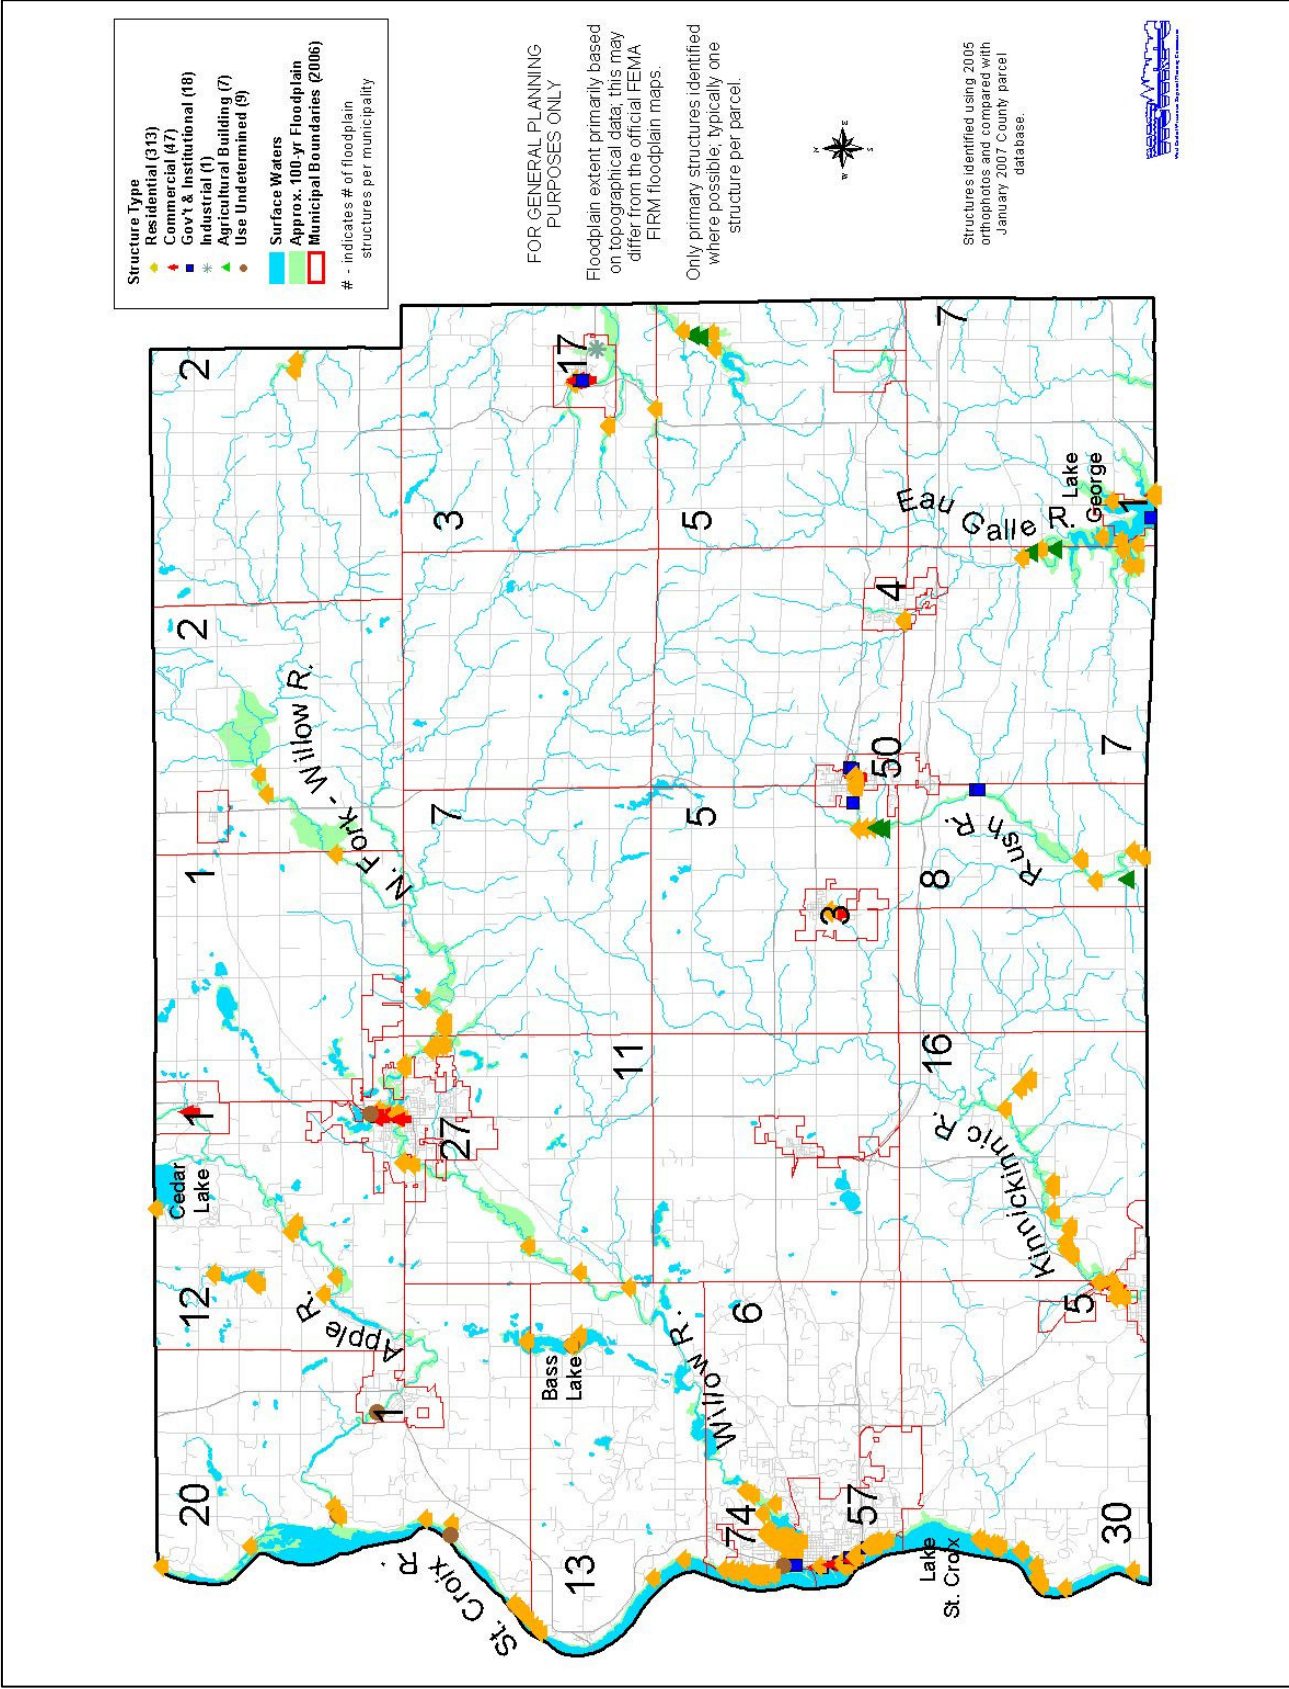 Structure Type
Residential (313)
Commercial (47)
Gov't & Institutional (18)
Industrial (1)
Agricultural Building (7)
Use Undetermined (9)
Surface Waters
Approx. 100-yr Floodplain
Municipal Boundaries (2006)
# - indicates # of floodplain
structures per municipality
FOR GENERAL PLANNING
PURPOSES ONLY
Floodplain extent primarily based
on topographical data; this may
differ from the official FEMA
FIRM floodplain maps.
Only primary structures identified
where possible; typically one
structure per parcel.
N
W
E
S
Structures identified using 2005
orthophotos and compared with
January 2007 County parcel
database.
20
12
Cedar
Lake
1
1
2
2
Apple R.
1
N. Fork - Willow R.
St. Croix R.
27
7
3
17
Bass
Lake
13
11
Willow R.
6
5
5
74
57
3
50
4
Eau Galle R.
Lake
George
1
7
Lake
St. Croix
16
8
Kinnickinnic R.
Rush R.
30
5
7